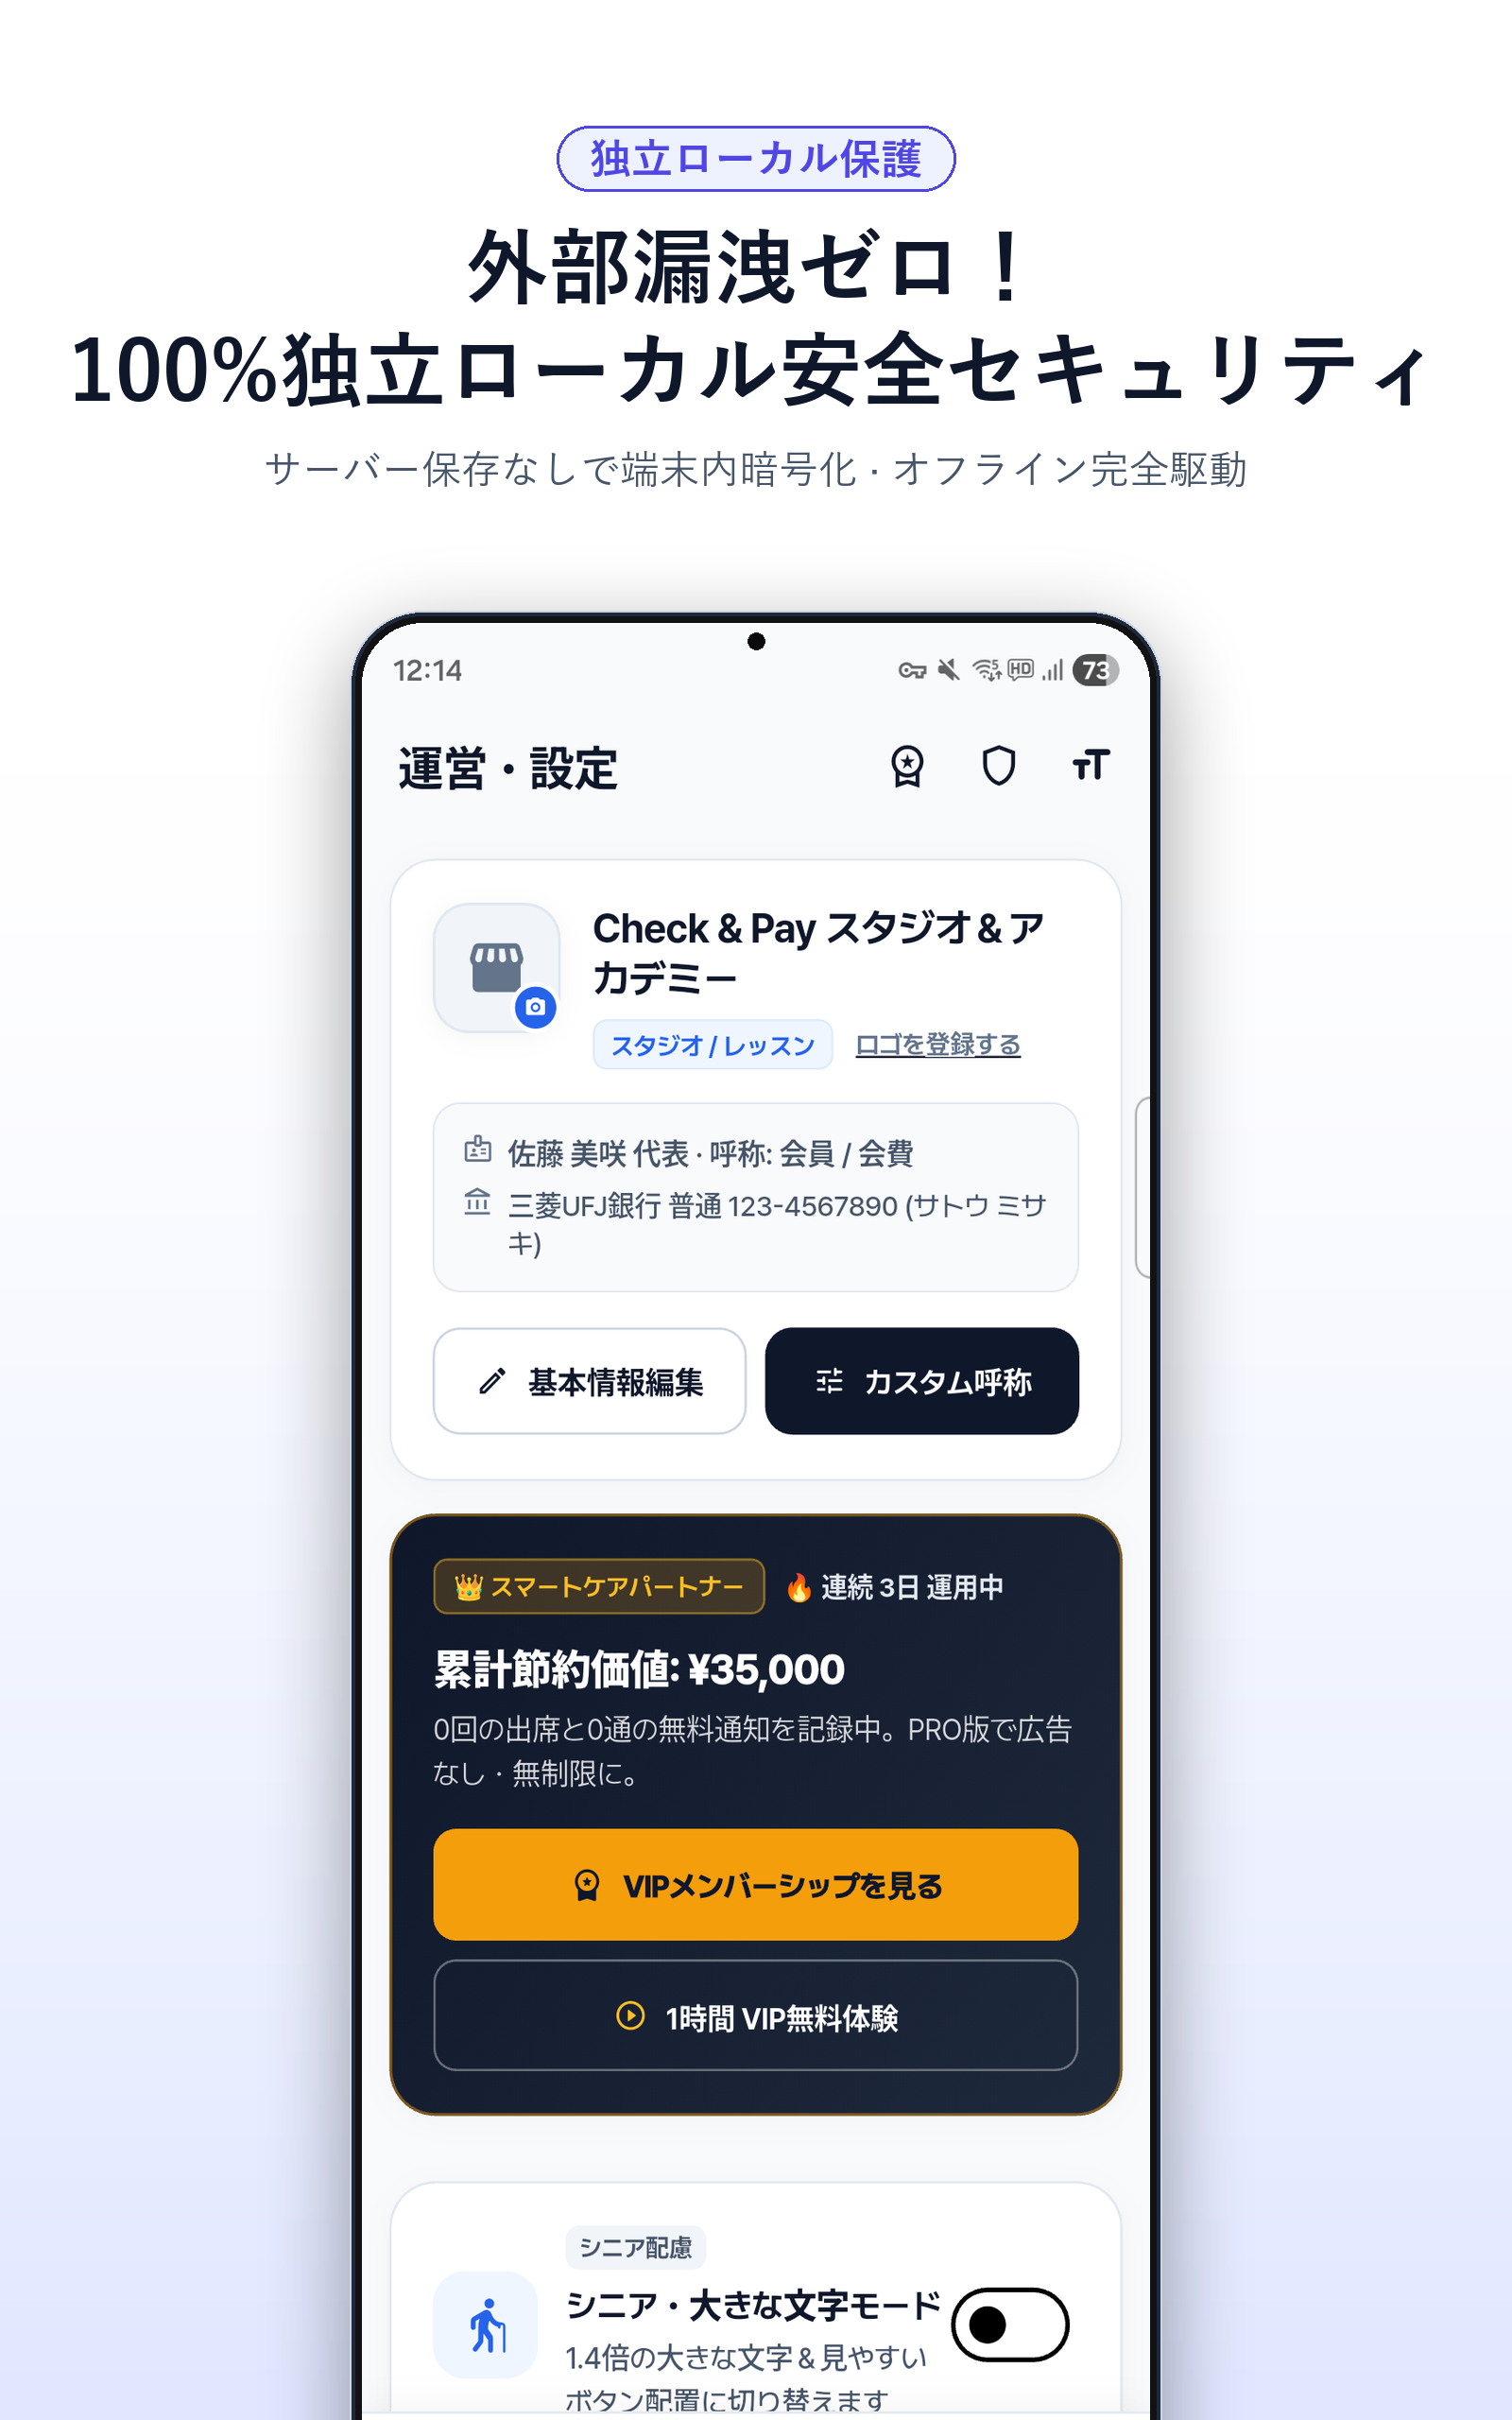 独立ローカル保護
外部漏洩ゼロ！
100%独立ローカル安全セキュリティ
サーバー保存なしで端末内暗号化 · オフライン完全駆動
12:14
5
HD
73
運営・設定
Check & Pay スタジオ & ア
カデミー
スタジオ / レッスン ロゴを登録する
佐藤 美咲 代表 · 呼称: 会員 / 会費
三菱UFJ銀行 普通 123-4567890 (サトウ ミサ
キ)
基本情報編集 カスタム呼称
👑 スマートケアパートナー 🔥 連続 3日 運用中
累計節約価値: ¥35,000
0回の出席と0通の無料通知を記録中。PRO版で広告
なし · 無制限に。
VIPメンバーシップを見る
1時間 VIP無料体験
シニア配慮
シニア・大きな文字モード
1.4倍の大きな文字 & 見やすい
ボタン配置に切り替えます